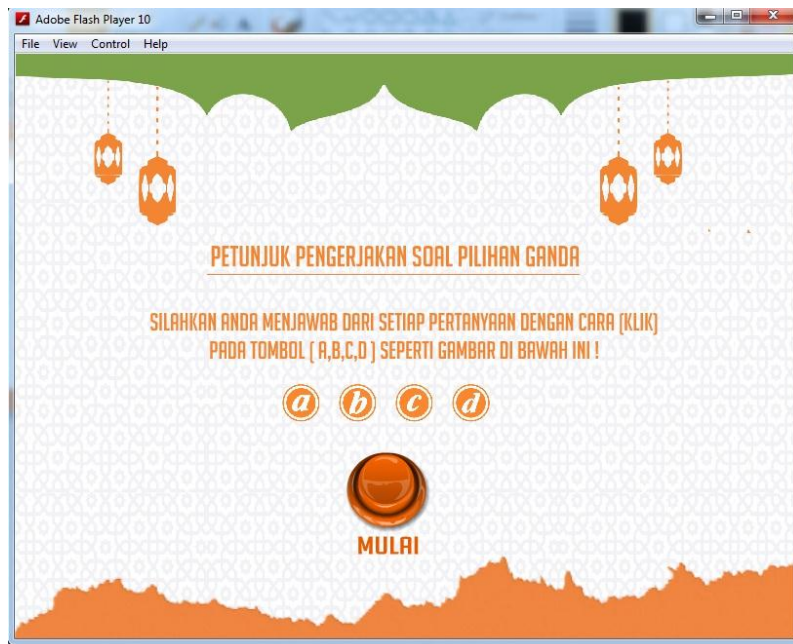 Adobe Flash Player 10
File View Control Help
PETUNJUK PENGERJAKAN SOAL PILIHAN GANDA
SILAHKAN ANDA MENJAWAB DARI SETIAP PERTANYAAN DENGAN CARA (KLIK)
PADA TOMBOL ( A,B,C,D ) SEPERTI GAMBAR DI BAWAH INI !
a b c d
MULAI